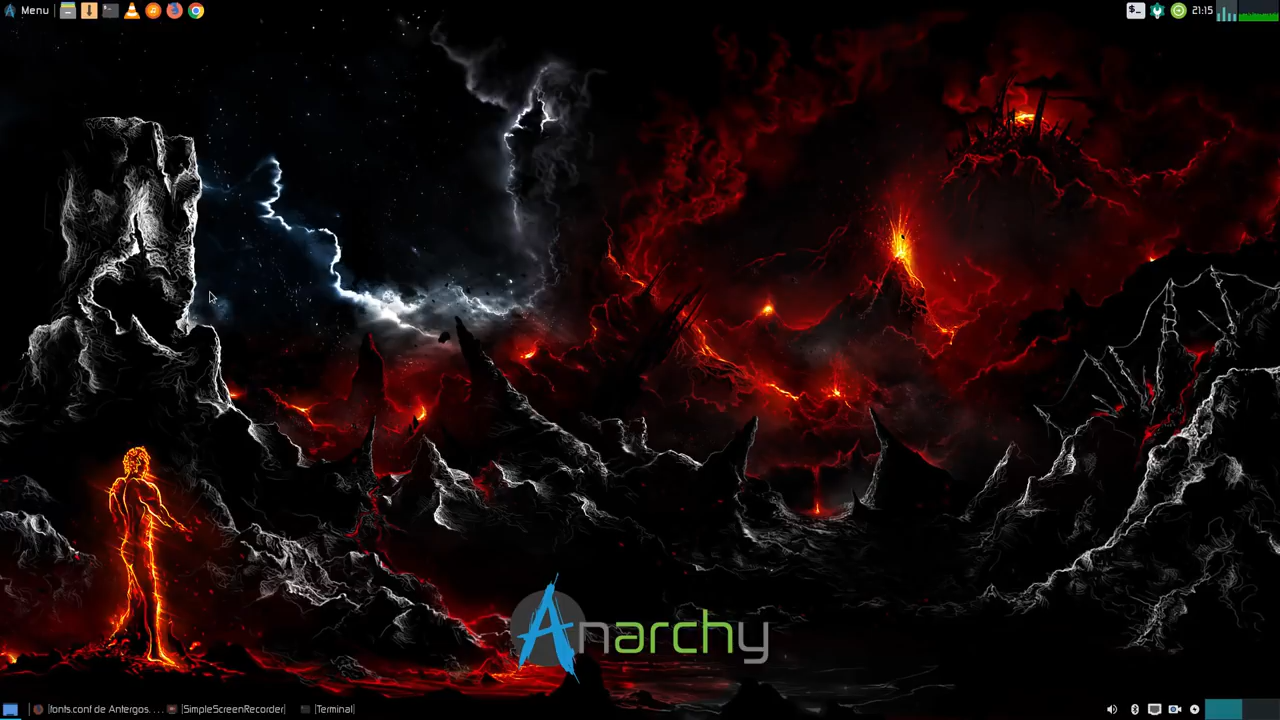 Menu
21:15
Anarchy
[fonts.conf de Antergos. ...
[SimpleScreenRecorder]
[Terminal]